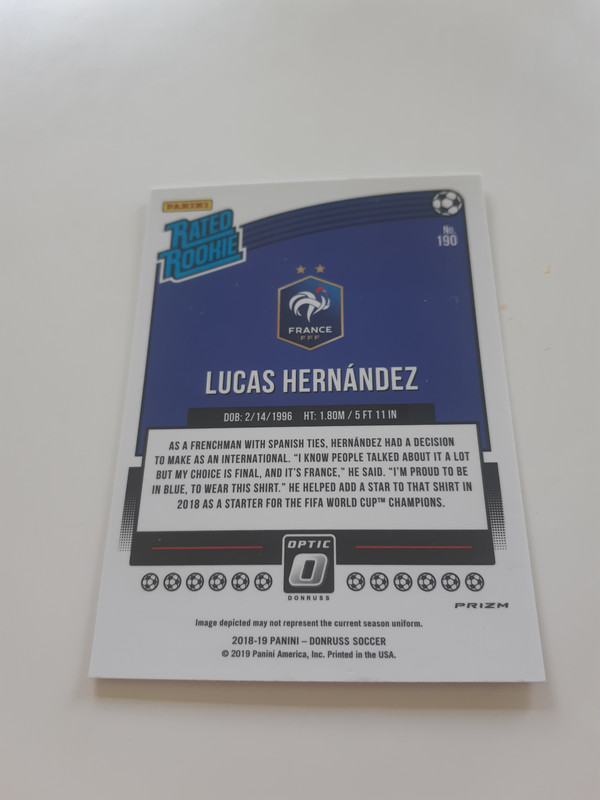 PANINI
RATED
ROOKIE
No.
190
FRANCE
FFF
LUCAS HERNÁNDEZ
DOB: 2/14/1996 HT: 1.80M / 5 FT 11 IN
AS A FRENCHMAN WITH SPANISH TIES, HERNÁNDEZ HAD A DECISION
TO MAKE AS AN INTERNATIONAL. “I KNOW PEOPLE TALKED ABOUT IT A LOT
BUT MY CHOICE IS FINAL, AND IT'S FRANCE,” HE SAID. “I'M PROUD TO BE
IN BLUE, TO WEAR THIS SHIRT.” HE HELPED ADD A STAR TO THAT SHIRT IN
2018 AS A STARTER FOR THE FIFA WORLD CUP™ CHAMPIONS.
OPTIC
O
DONRUSS
PRIZM
Image depicted may not represent the current season uniform.
2018-19 PANINI – DONRUSS SOCCER
© 2019 Panini America, Inc. Printed in the USA.